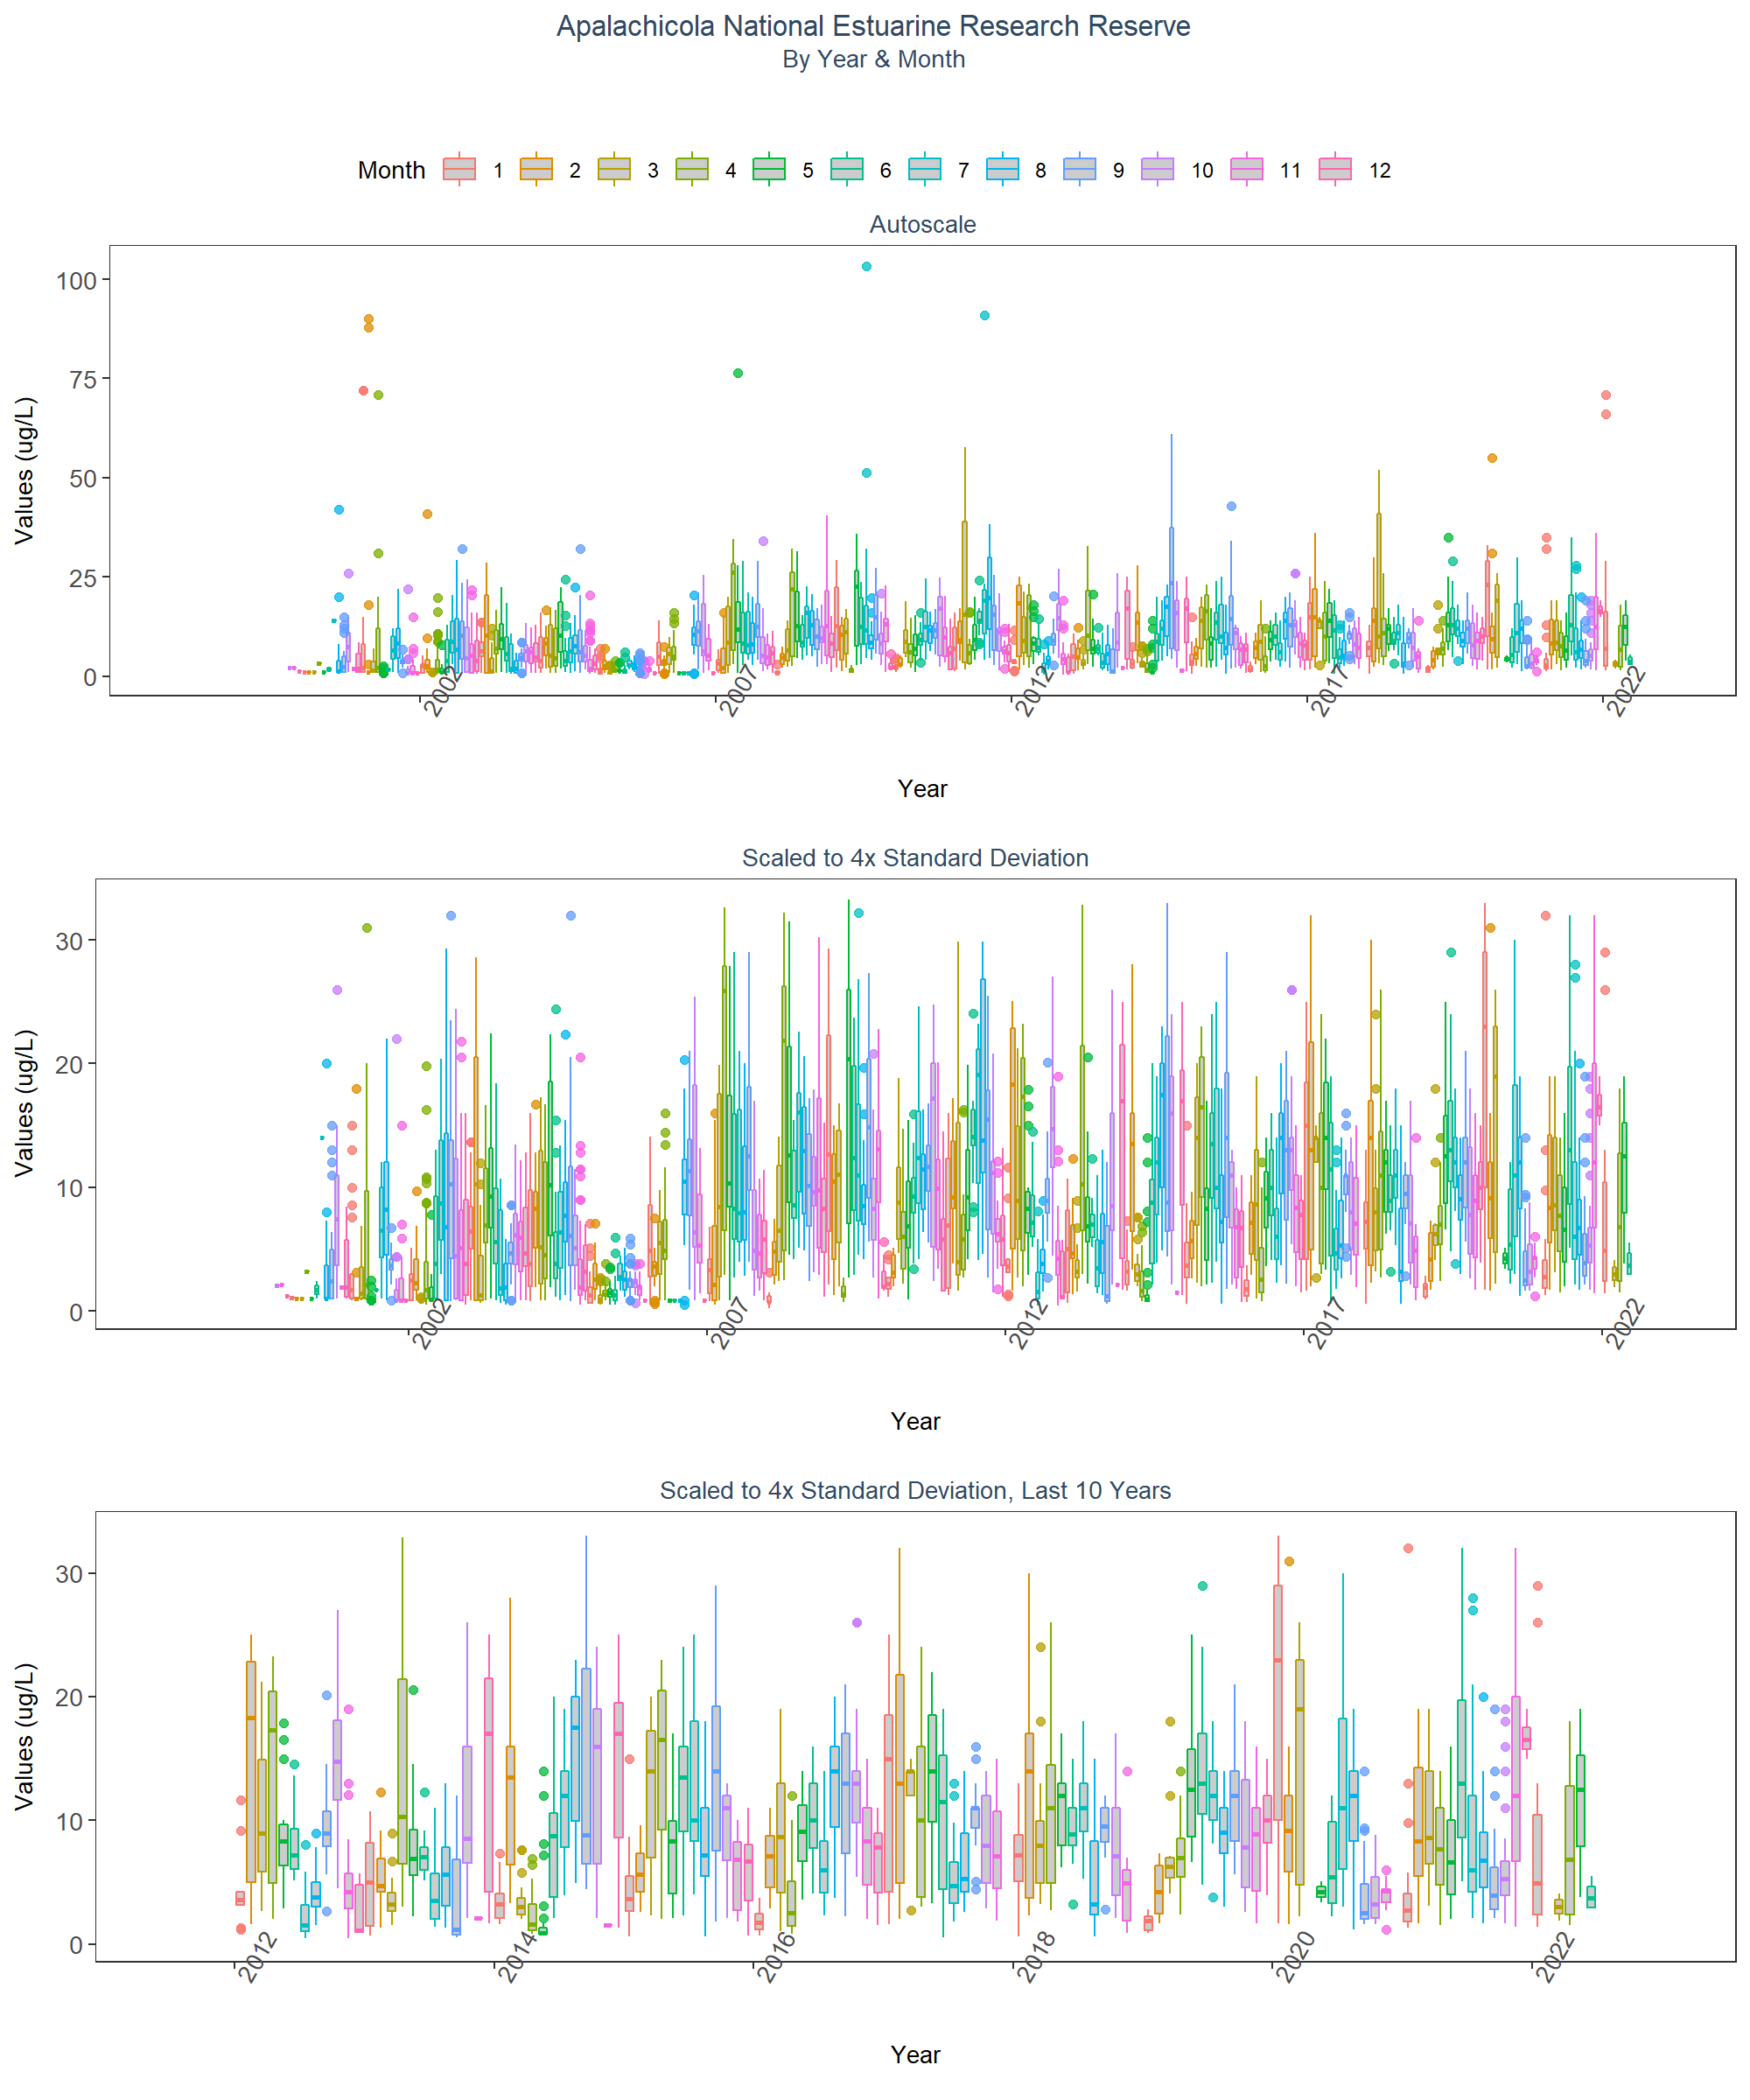 Apalachicola National Estuarine Research Reserve
By Year & Month
Month 1 2 3 4 5 6 7 8 9 10 11 12
Autoscale
Values (ug/L)
100
75
50
25
0
2002 2007 2012 2017 2022
Year
Scaled to 4x Standard Deviation
Values (ug/L)
30
20
10
0
2002 2007 2012 2017 2022
Year
Scaled to 4x Standard Deviation, Last 10 Years
Values (ug/L)
30
20
10
0
2012 2014 2016 2018 2020 2022
Year